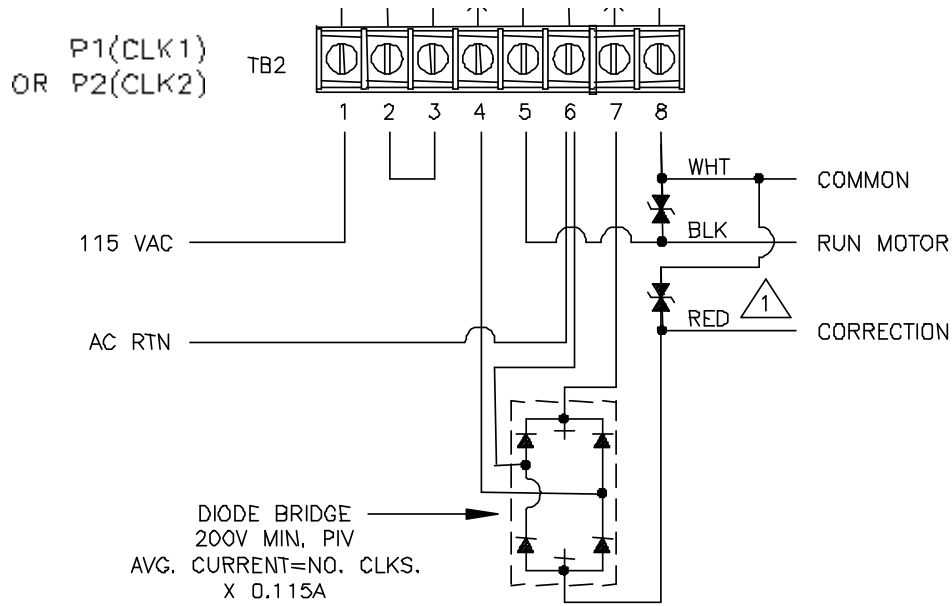 P1(CLK1)
OR P2(CLK2)
TB2
1 2 3 4 5 6 7 8
WHT
COMMON
115 VAC
BLK
RUN MOTOR
1
AC RTN
RED
CORRECTION
+
DIODE BRIDGE
200V MIN. PIV
AVG. CURRENT=NO. CLKS.
X 0.115A
+